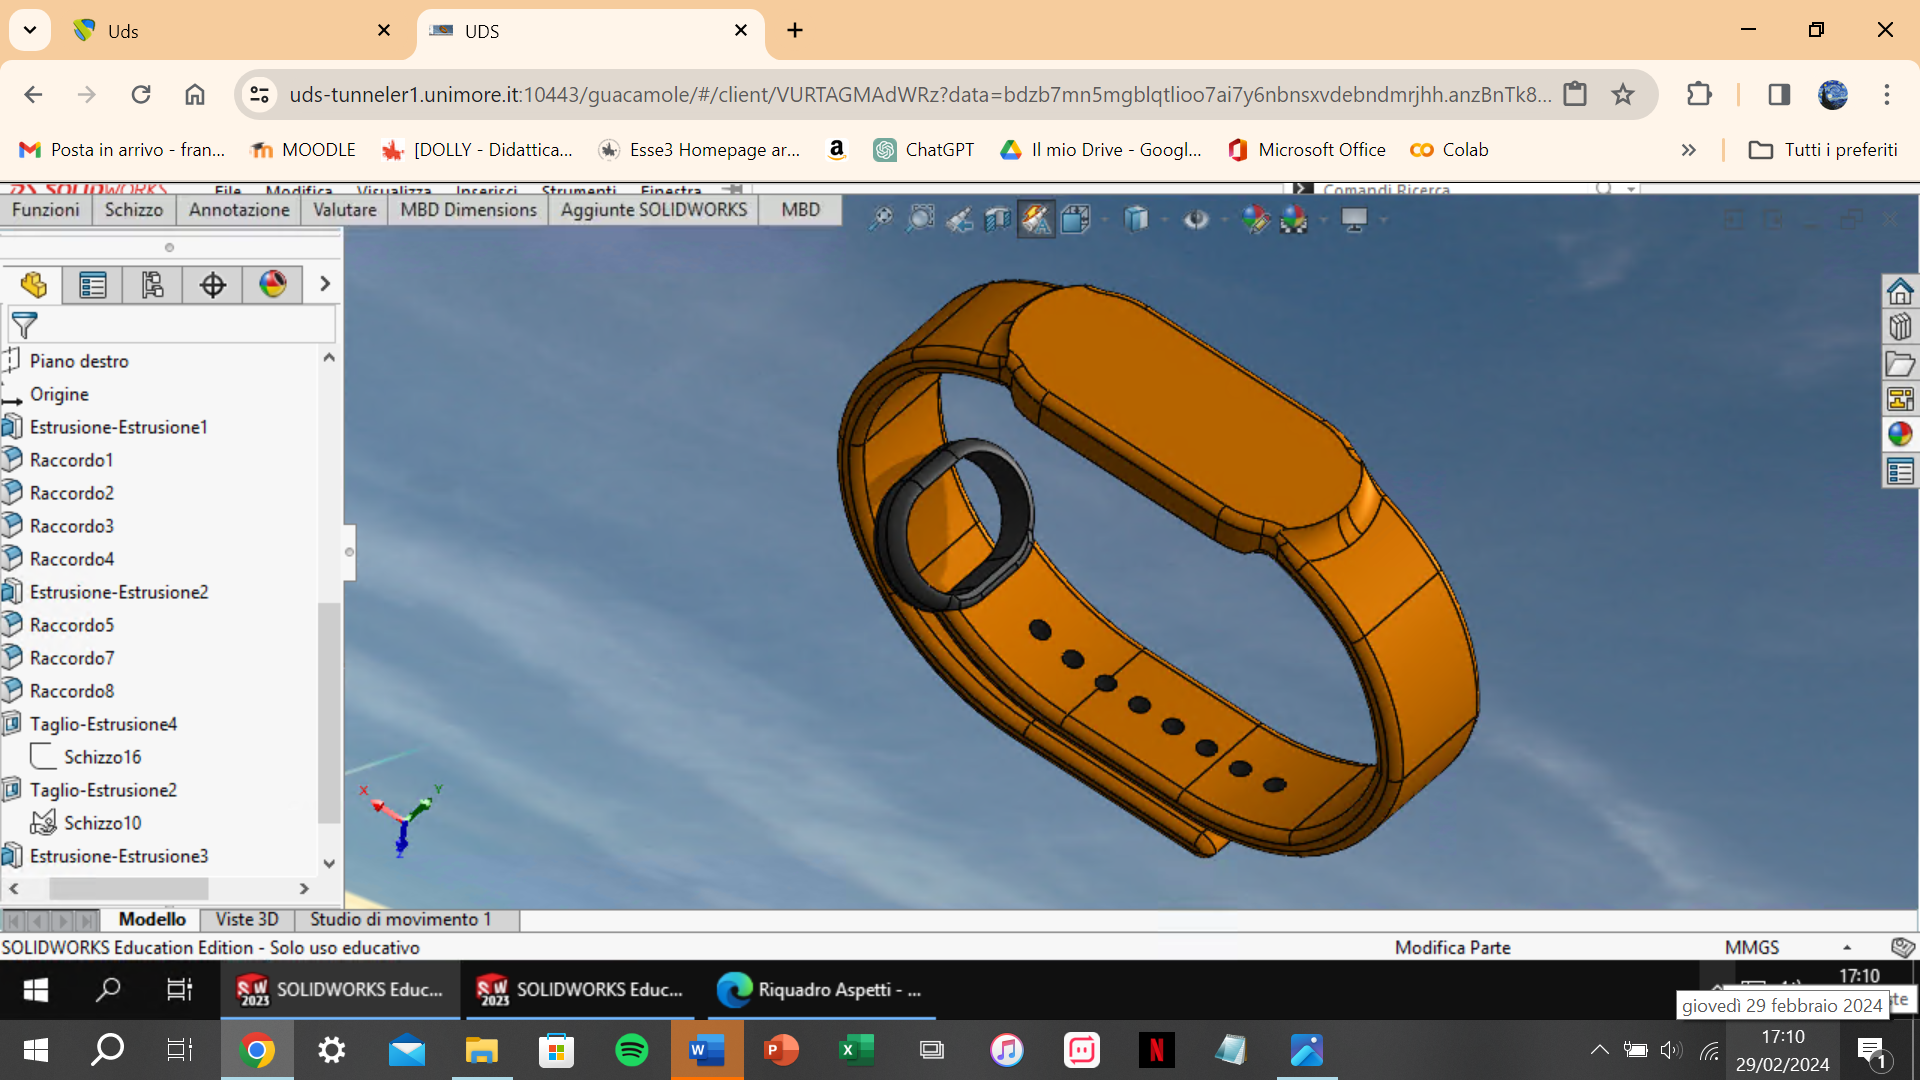 Uds
UDS
uds-tunneler1.unimore.it:10443/guacamole/#/client/VURTAGMAdWRz?data=bdzb7mn5mgblqtlioo7ai7y6nbnsxvdebndmrjhh.anzBnTk8...
Posta in arrivo - fran...
MOODLE
[DOLLY - Didattica...
Esse3 Homepage ar...
ChatGPT
Il mio Drive - Googl...
Microsoft Office
Colab
Tutti i preferiti
SOLIDWORKS File Modifica Visualizza Inserisci Strumenti Finestra Comandi Ricerca
Funzioni Schizzo Annotazione Valutare MBD Dimensions Aggiunte SOLIDWORKS MBD
Piano destro
Origine
Estrusione-Estrusione1
Raccordo1
Raccordo2
Raccordo3
Raccordo4
Estrusione-Estrusione2
Raccordo5
Raccordo7
Raccordo8
Taglio-Estrusione4
Schizzo16
Taglio-Estrusione2
Schizzo10
Estrusione-Estrusione3
X
Y
Z
Modello Viste 3D Studio di movimento 1
SOLIDWORKS Education Edition - Solo uso educativo
Modifica Parte
MMGS
SOLIDWORKS Educ...
SOLIDWORKS Educ...
Riquadro Aspetti - ...
17:10
giovedì 29 febbraio 2024
17:10
29/02/2024
1